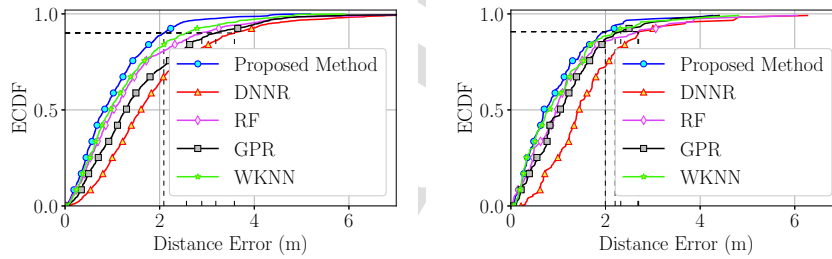 1.0
0.5
0.0
ECDF
Proposed Method
DNNR
RF
GPR
WKNN
0
2
4
6
Distance Error (m)
1.0
0.5
0.0
ECDF
Proposed Method
DNNR
RF
GPR
WKNN
0
2
4
6
Distance Error (m)